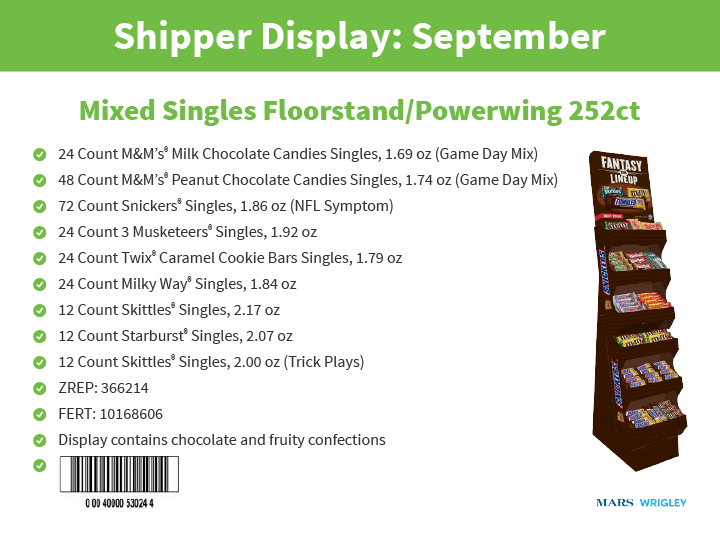 Shipper Display: September
Mixed Singles Floorstand/Powerwing 252ct
24 Count M&M's® Milk Chocolate Candies Singles, 1.69 oz (Game Day Mix)
48 Count M&M's® Peanut Chocolate Candies Singles, 1.74 oz (Game Day Mix)
72 Count Snickers® Singles, 1.86 oz (NFL Symptom)
24 Count 3 Musketeers® Singles, 1.92 oz
24 Count Twix® Caramel Cookie Bars Singles, 1.79 oz
24 Count Milky Way® Singles, 1.84 oz
12 Count Skittles® Singles, 2.17 oz
12 Count Starburst® Singles, 2.07 oz
12 Count Skittles® Singles, 2.00 oz (Trick Plays)
ZREP: 366214
FERT: 10168606
Display contains chocolate and fruity confections
0 00 40000 53024 4
FANTASY
LINEUP
SNICKERS
SNICKERS
MARS WRIGLEY